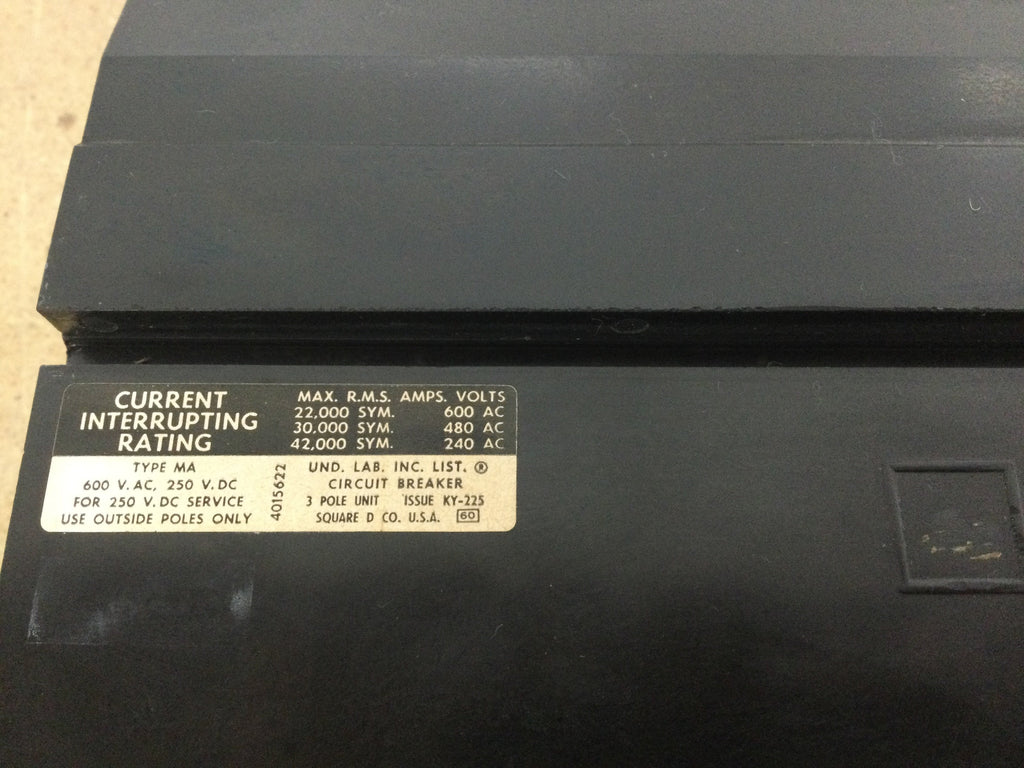 CURRENT
INTERRUPTING
RATING
MAX. R.M.S. AMPS. VOLTS
22,000 SYM. 600 AC
30,000 SYM. 480 AC
42,000 SYM. 240 AC
TYPE MA
600 V. AC, 250 V. DC
FOR 250 V. DC SERVICE
USE OUTSIDE POLES ONLY
4015622
UND. LAB. INC. LIST. ®
CIRCUIT BREAKER
3 POLE UNIT ISSUE KY-225
SQUARE D CO. U.S.A. 60